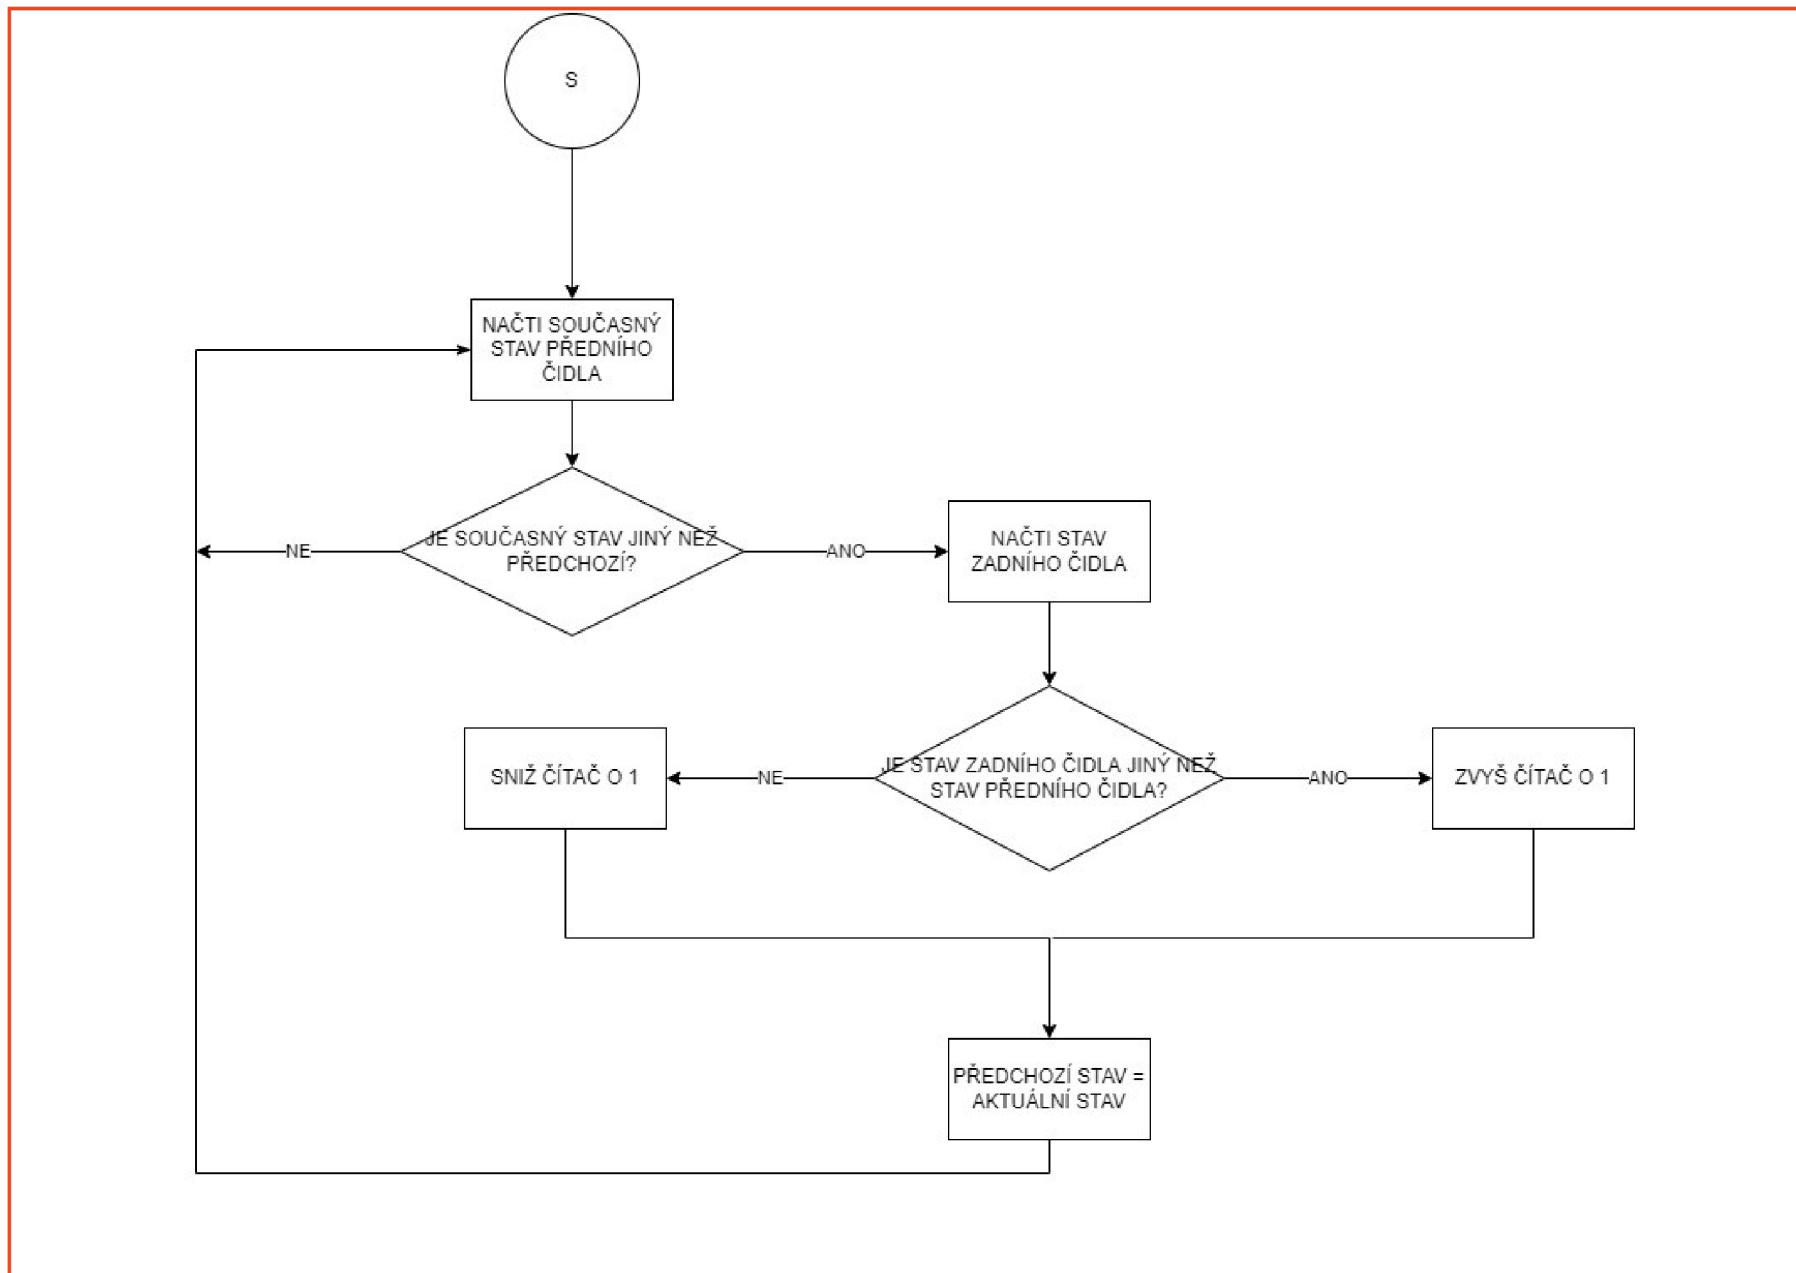 S
NAČTI SOUČASNÝ
STAV PŘEDNÍHO
ČIDLA
JE SOUČASNÝ STAV JINÝ NEŽ
PŘEDCHOZÍ?
NE
ANO
NAČTI STAV
ZADNÍHO ČIDLA
JE STAV ZADNÍHO ČIDLA JINÝ NEŽ
STAV PŘEDNÍHO ČIDLA?
NE
SNIŽ ČÍTAČ O 1
ANO
ZVYŠ ČÍTAČ O 1
PŘEDCHOZÍ STAV =
AKTUÁLNÍ STAV